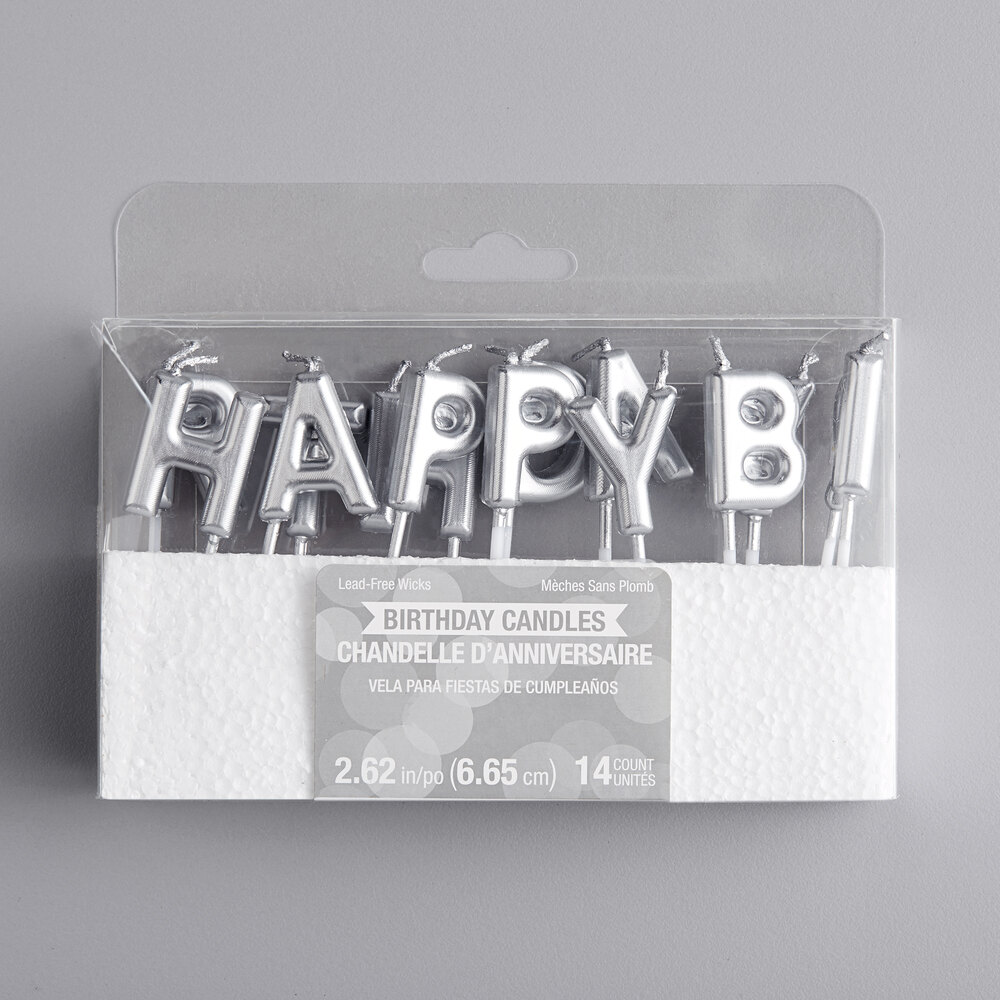 HAPPY BI
Lead-Free Wicks
Mèches Sans Plomb
BIRTHDAY CANDLES
CHANDELLE D'ANNIVERSAIRE
VELA PARA FIESTAS DE CUMPLEAÑOS
2.62 in/po (6.65 cm) 14 COUNT
UNITÉS